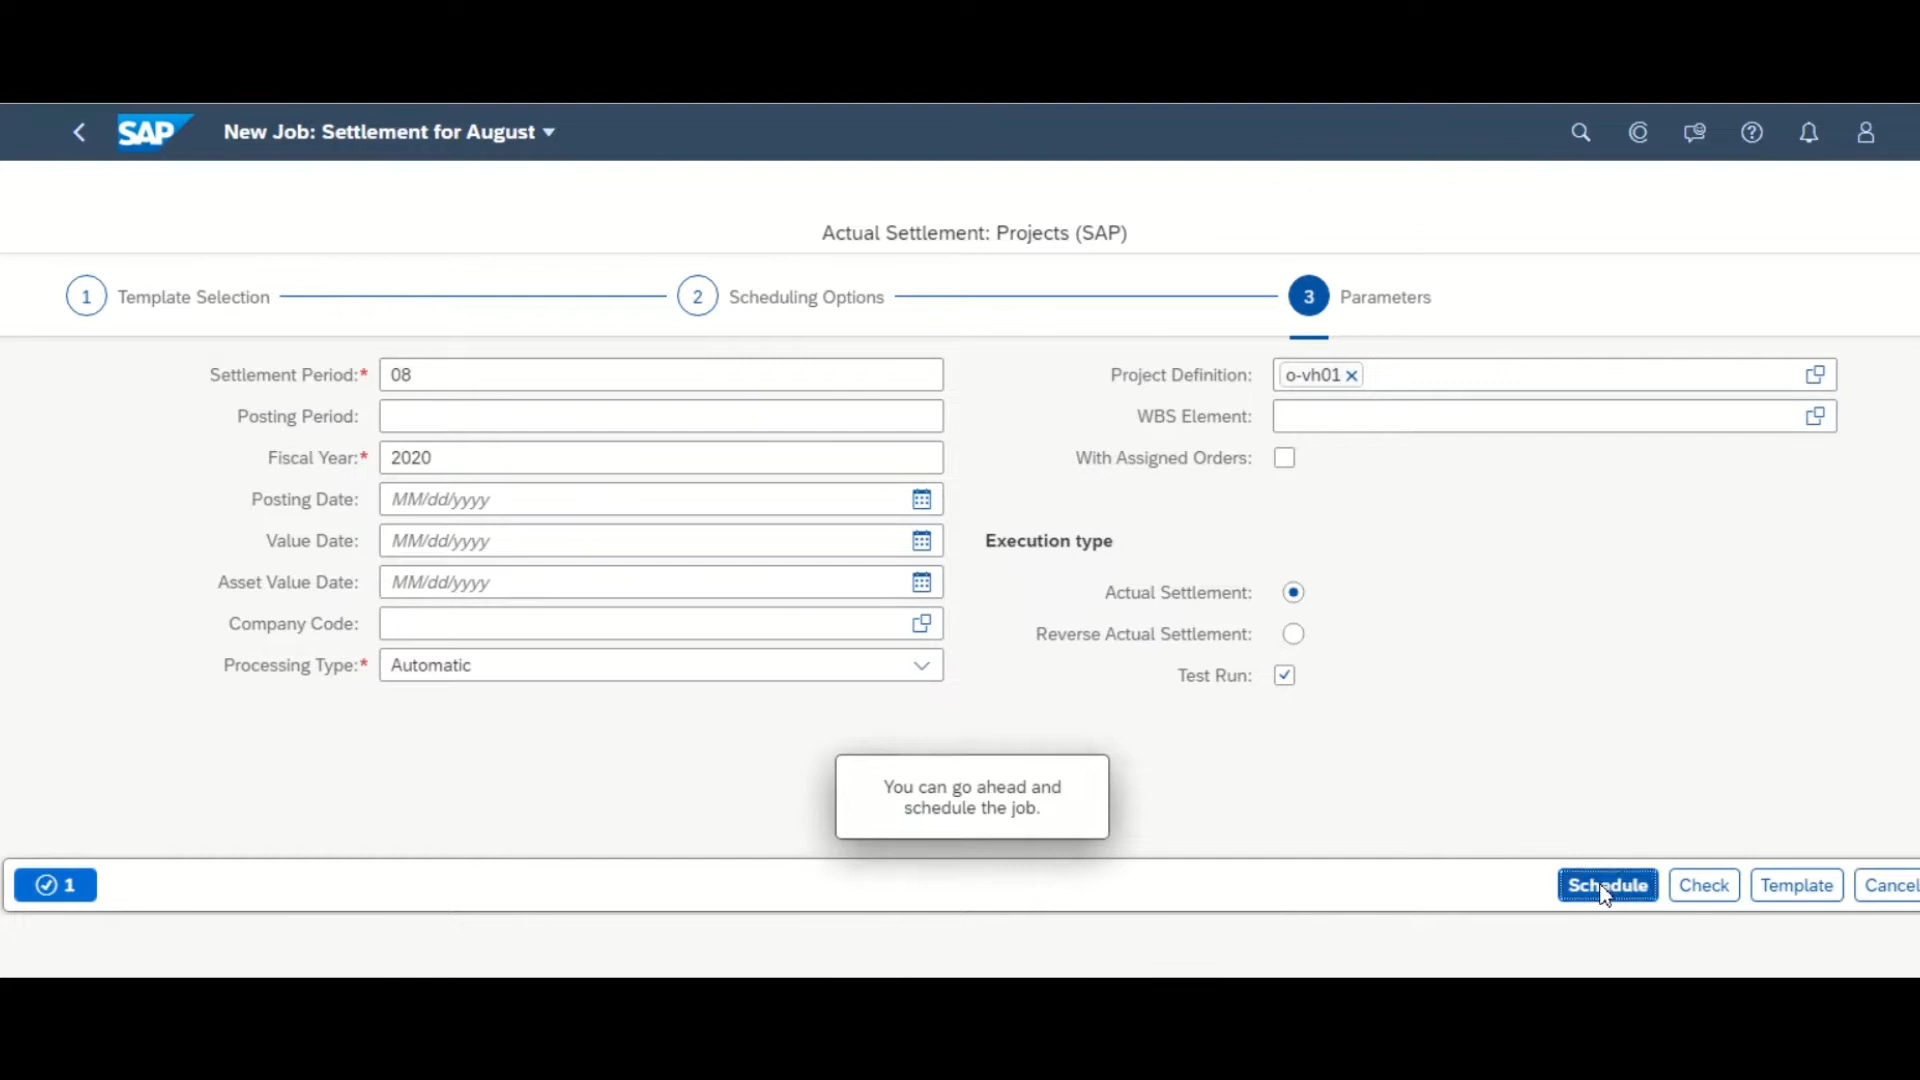 SAP New Job: Settlement for August
Actual Settlement: Projects (SAP)
1 Template Selection 2 Scheduling Options 3 Parameters
Settlement Period:* 08
Posting Period:
Fiscal Year:* 2020
Posting Date: MM/dd/yyyy
Value Date: MM/dd/yyyy
Asset Value Date: MM/dd/yyyy
Company Code:
Processing Type:* Automatic
Project Definition: o-vh01
WBS Element:
With Assigned Orders:
Execution type
Actual Settlement:
Reverse Actual Settlement:
Test Run:
You can go ahead and
schedule the job.
1 Schedule Check Template Cancel